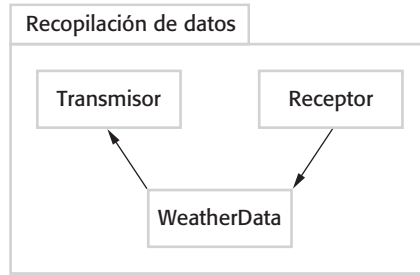 Recopilación de datos
Transmisor
Receptor
WeatherData